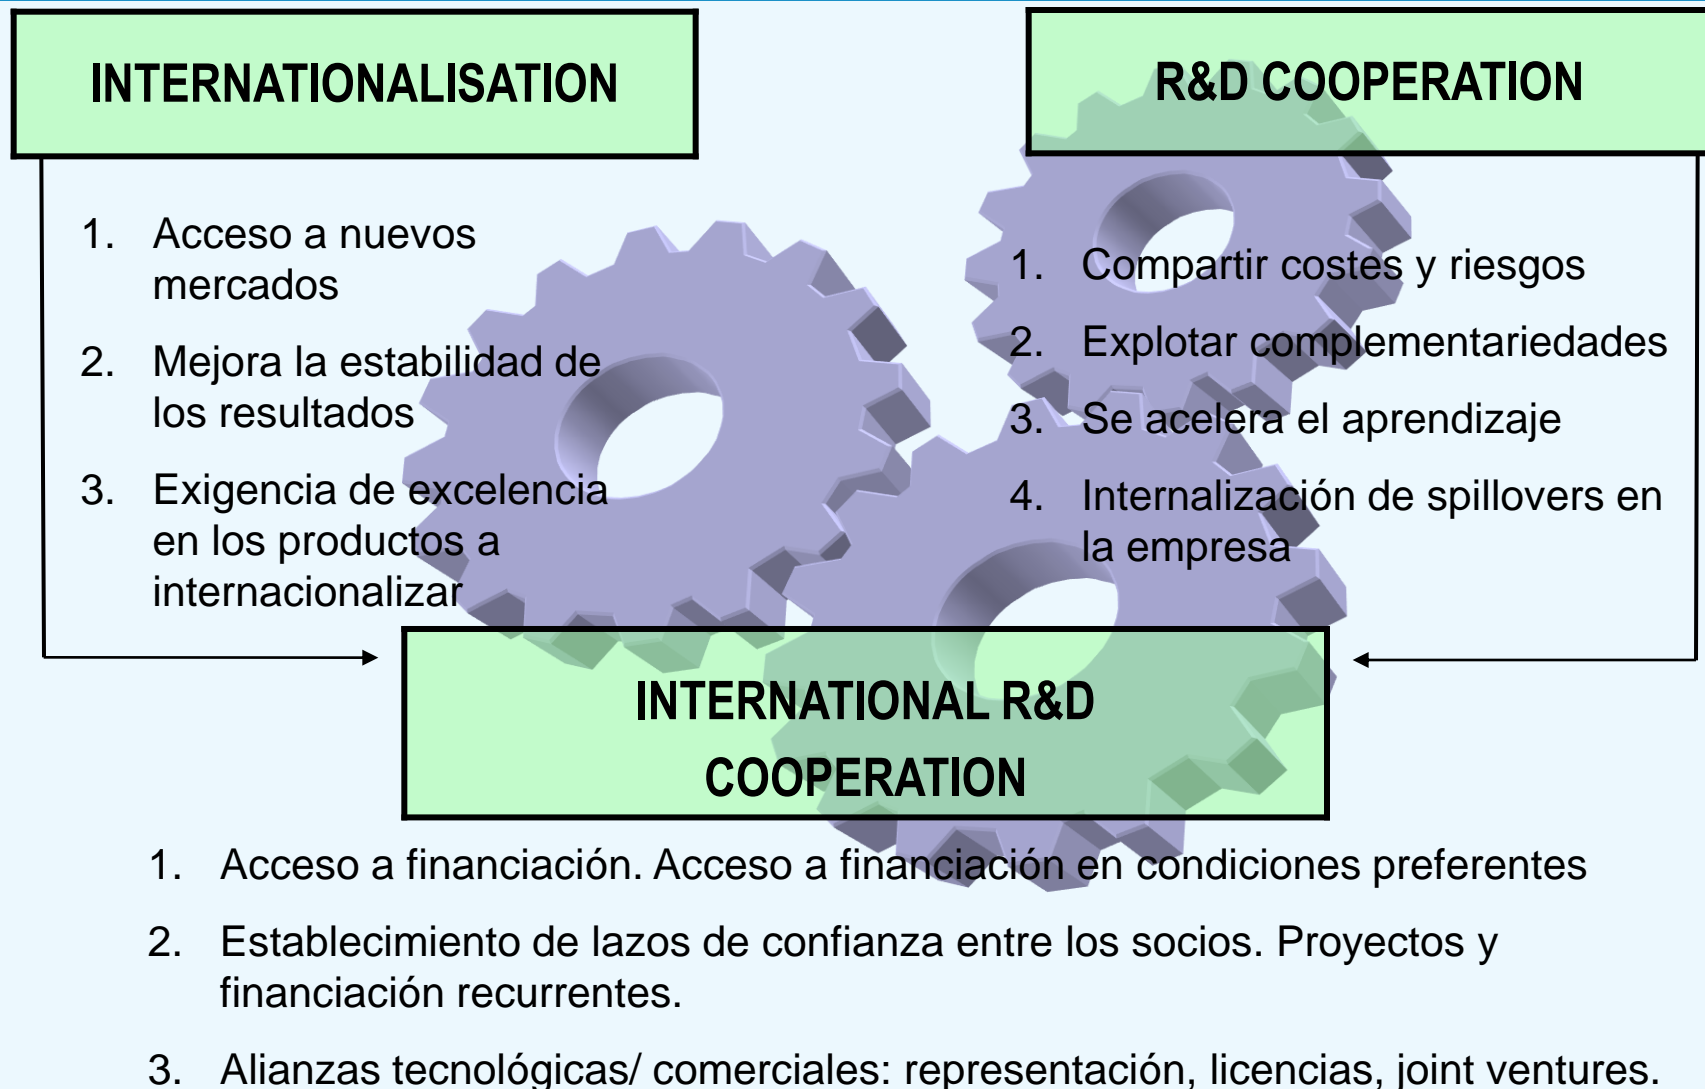 INTERNATIONALISATION
1. Acceso a nuevos
mercados
2. Mejora la estabilidad de
los resultados
3. Exigencia de excelencia
en los productos a
internacionalizar
R&D COOPERATION
1. Compartir costes y riesgos
2. Explotar complementariedades
3. Se acelera el aprendizaje
4. Internalización de spillovers en
la empresa
INTERNATIONAL R&D
COOPERATION
1. Acceso a financiación. Acceso a financiación en condiciones preferentes
2. Establecimiento de lazos de confianza entre los socios. Proyectos y
financiación recurrentes.
3. Alianzas tecnológicas/ comerciales: representación, licencias, joint ventures.